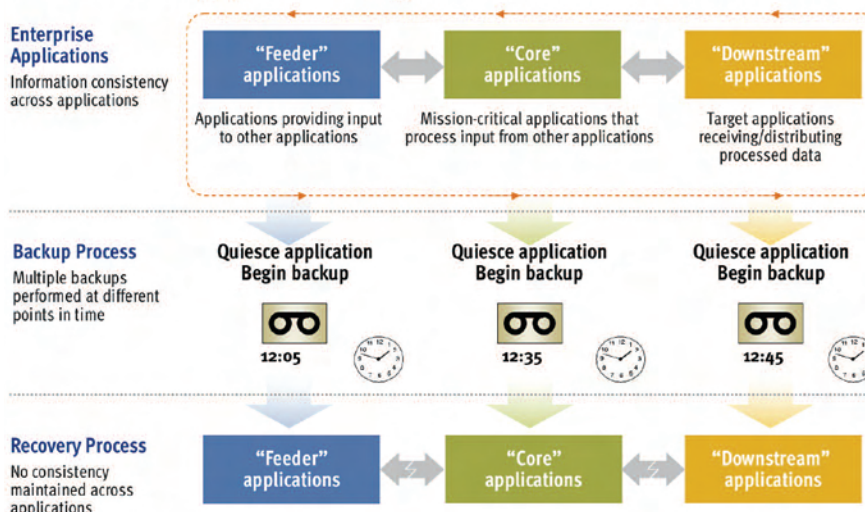 Enterprise
Applications
Information consistency
across applications
“Feeder”
applications
“Core”
applications
“Downstream”
applications
Applications providing input
to other applications
Mission-critical applications that
process input from other applications
Target applications
receiving/distributing
processed data
Backup Process
Multiple backups
performed at different
points in time
Quiesce application
Begin backup
12:05
Quiesce application
Begin backup
12:35
Quiesce application
Begin backup
12:45
Recovery Process
No consistency
maintained across
applications
“Feeder”
applications
“Core”
applications
“Downstream”
applications